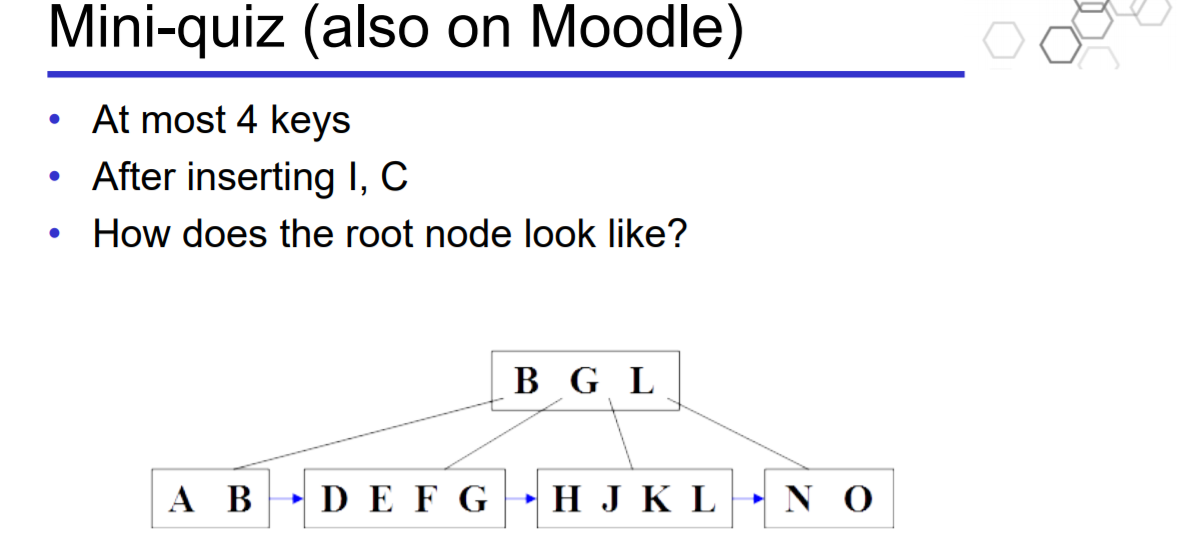 Mini-quiz (also on Moodle)
• At most 4 keys
• After inserting I, C
• How does the root node look like?
B G L
A B D E F G H J K L N O